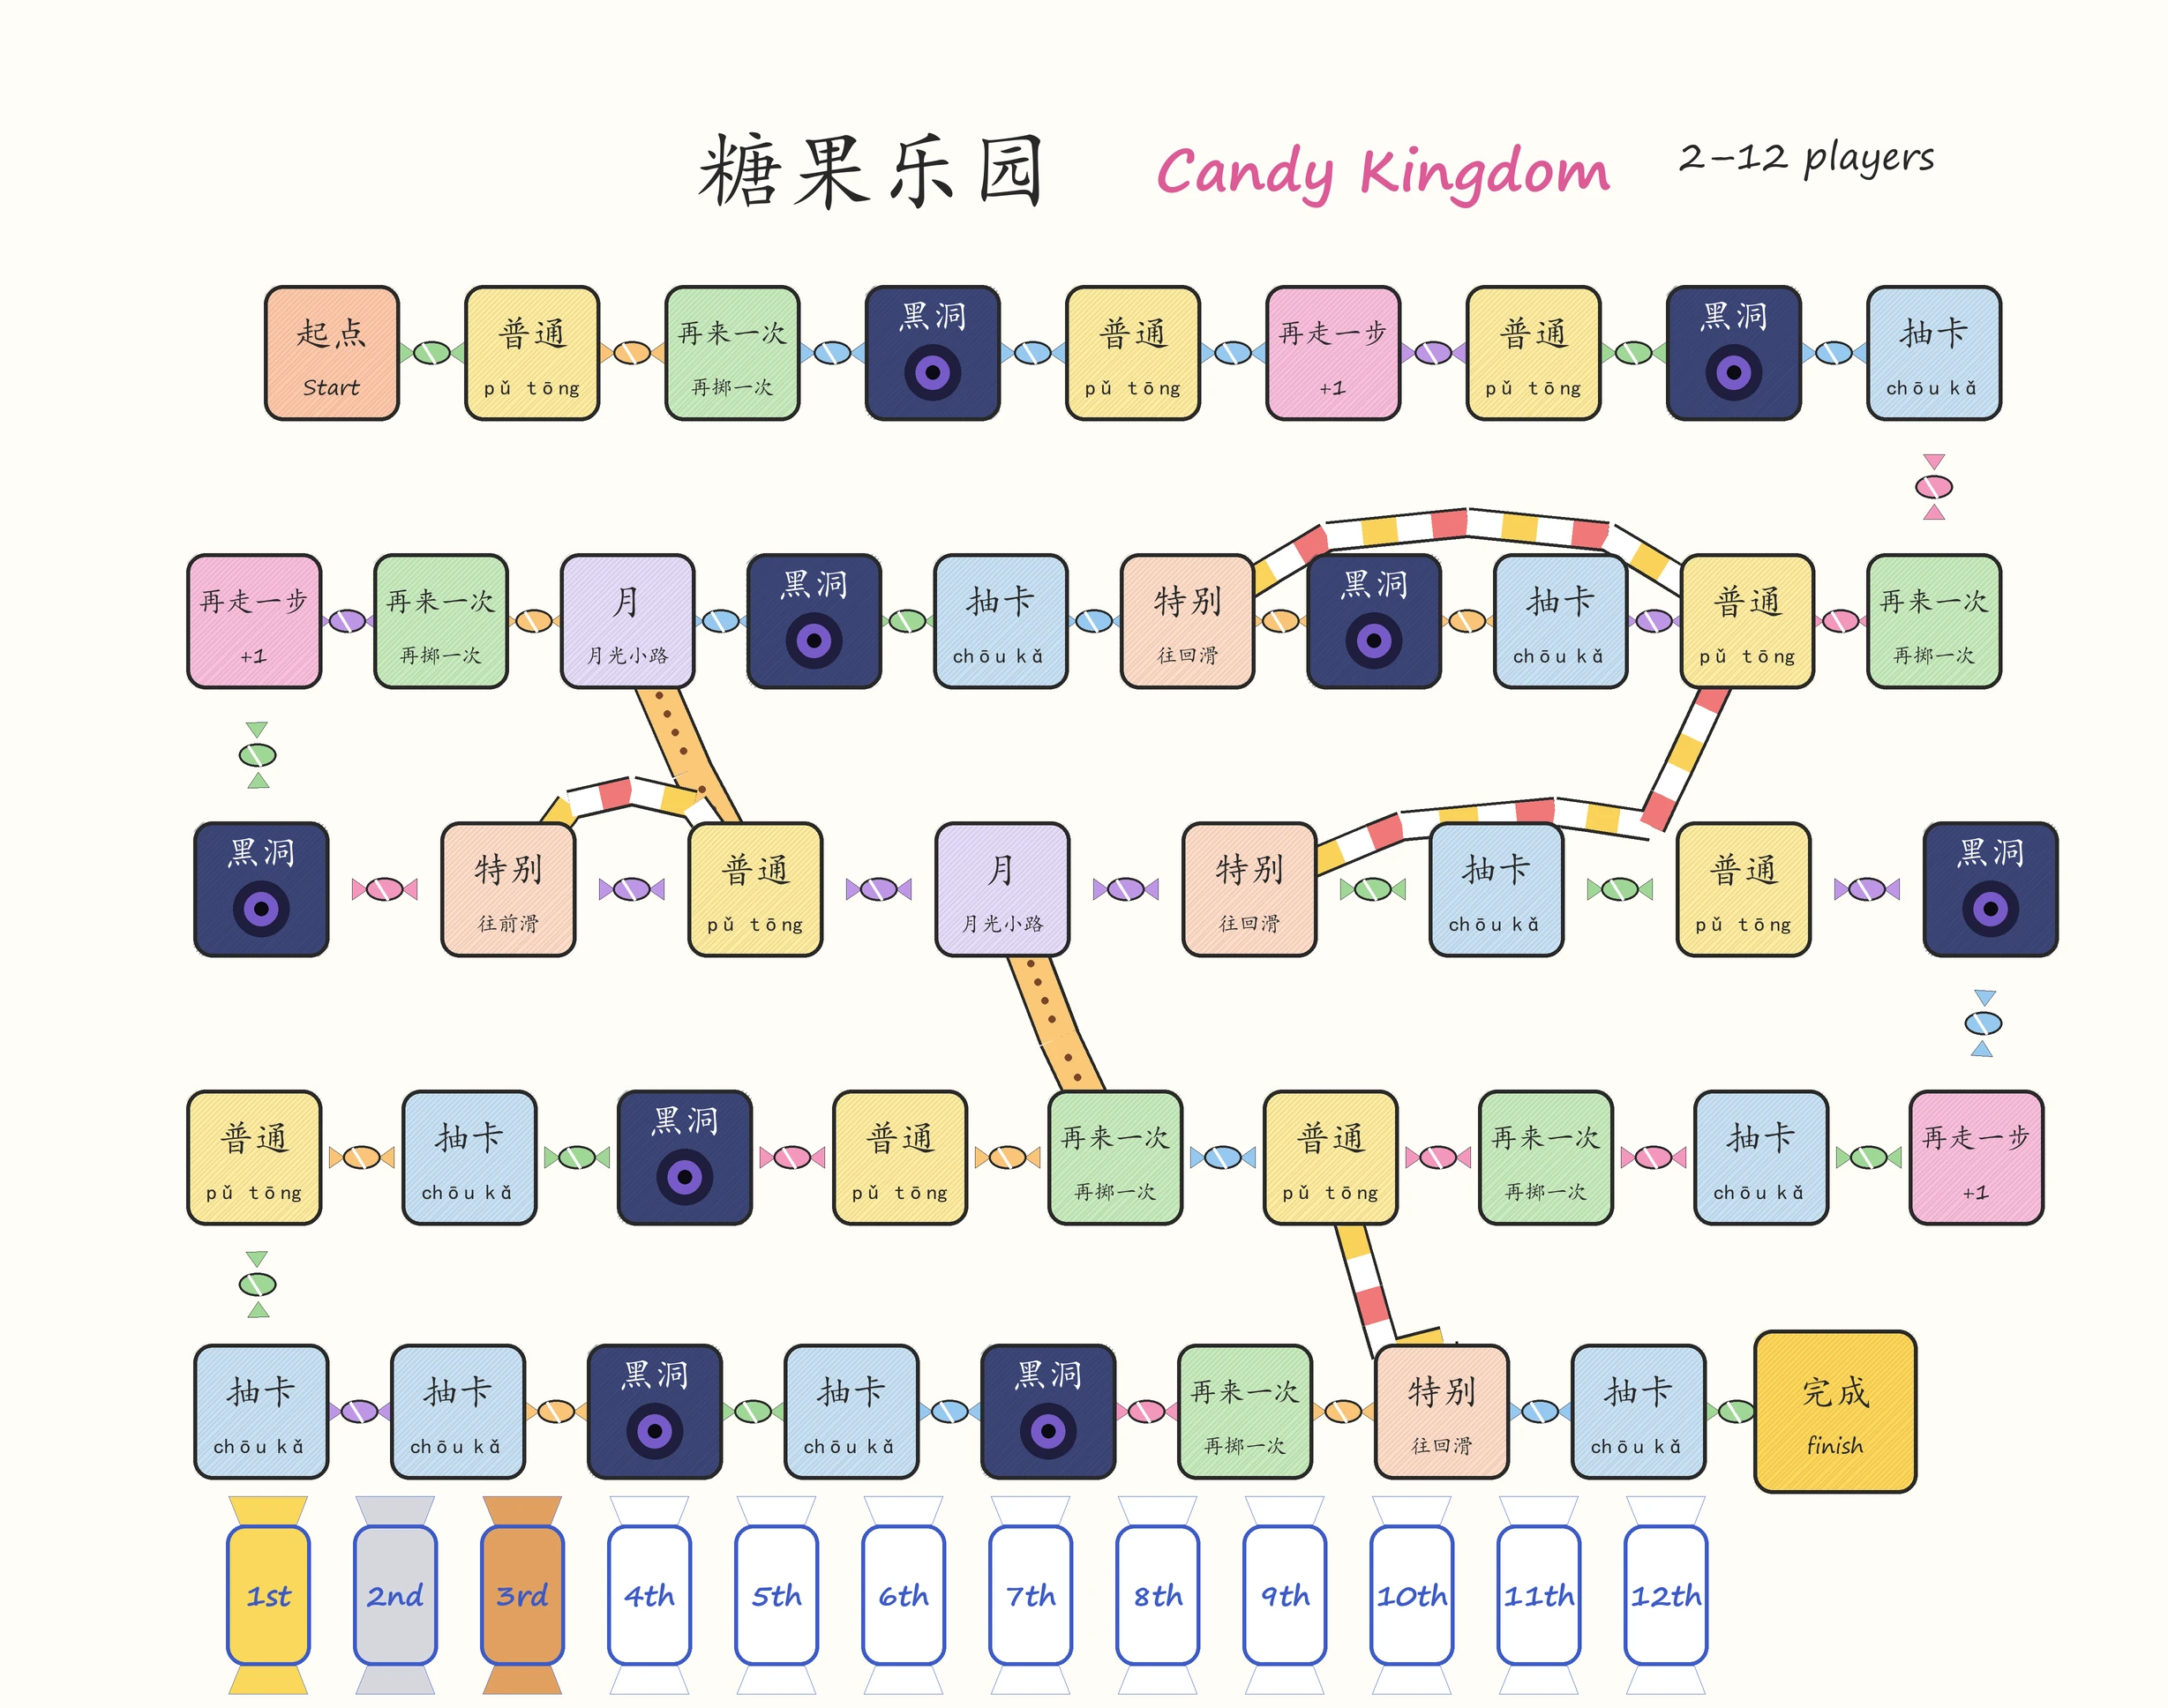 糖果乐园 Candy Kingdom 2–12 players
起点
Start
普通
pǔ tōng
再来一次
再掷一次
黑洞
普通
pǔ tōng
再走一步
+1
普通
pǔ tōng
黑洞
抽卡
chōu kǎ
再走一步
+1
再来一次
再掷一次
月
月光小路
黑洞
抽卡
chōu kǎ
特别
往回滑
黑洞
抽卡
chōu kǎ
普通
pǔ tōng
再来一次
再掷一次
黑洞
特别
往前滑
普通
pǔ tōng
月
月光小路
特别
往回滑
抽卡
chōu kǎ
普通
pǔ tōng
黑洞
普通
pǔ tōng
抽卡
chōu kǎ
黑洞
普通
pǔ tōng
再来一次
再掷一次
普通
pǔ tōng
再来一次
再掷一次
抽卡
chōu kǎ
再走一步
+1
抽卡
chōu kǎ
抽卡
chōu kǎ
黑洞
抽卡
chōu kǎ
黑洞
再来一次
再掷一次
特别
往回滑
抽卡
chōu kǎ
完成
finish
1st
2nd
3rd
4th
5th
6th
7th
8th
9th
10th
11th
12th